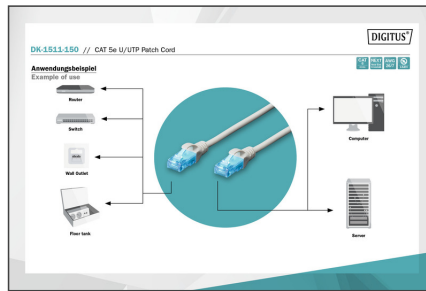 DIGITUS®
DK-1511-150 // CAT 5e U/UTP Patch Cord
Anwendungsbeispiel
Example of use
Router
Switch
Wall Outlet
Floor tank
Computer
Server